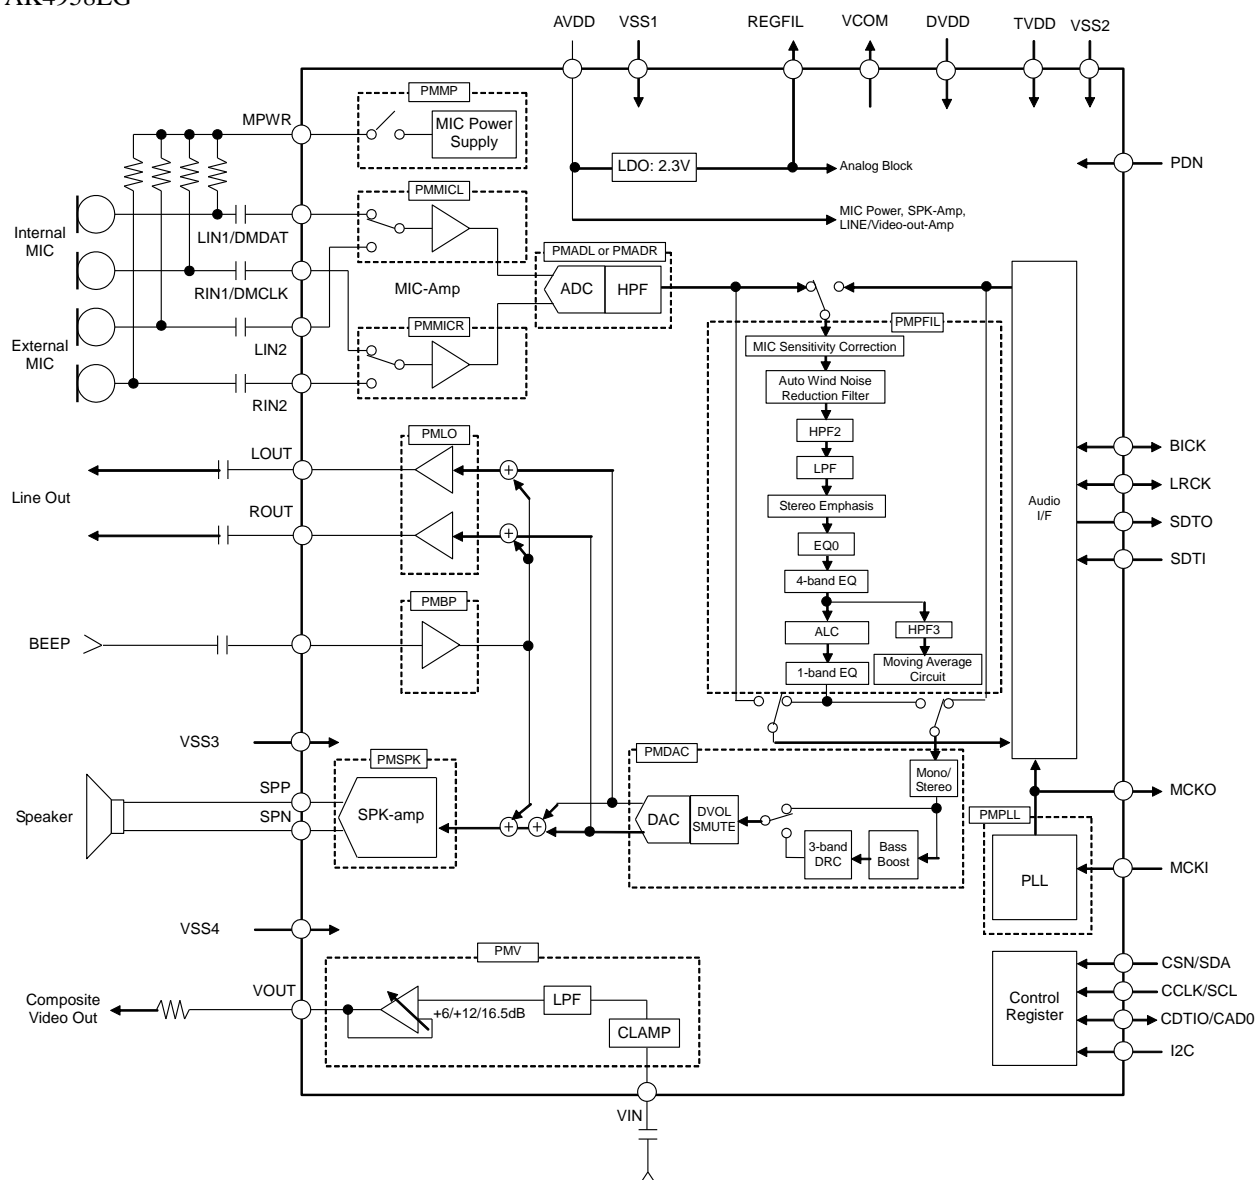 AVDD
VSS1
REGFIL
VCOM
DVDD
TVDD
VSS2
PMMP
MPWR
MIC Power
Supply
LDO: 2.3V
Analog Block
PDN
MIC Power, SPK-Amp,
LINE/Video-out-Amp
PMMICL
Internal
MIC
LIN1/DMDAT
PMADL or PMADR
RIN1/DMCLK
MIC-Amp
ADC
HPF
PMMICR
PMPFIL
External
MIC
LIN2
RIN2
MIC Sensitivity Correction
Auto Wind Noise
Reduction Filter
HPF2
LPF
Stereo Emphasis
EQ0
4-band EQ
ALC
HPF3
1-band EQ
Moving Average
Circuit
Audio
I/F
BICK
LRCK
SDTO
SDTI
PMLO
LOUT
+
Line Out
ROUT
+
PMBP
BEEP
VSS3
PMSPK
PMDAC
Mono/
Stereo
Speaker
SPP
SPN
SPK-amp
+
+
DAC
DVOL
SMUTE
3-band
DRC
Bass
Boost
MCKO
PMPLL
PLL
MCKI
VSS4
PMV
VOUT
Composite
Video Out
+6/+12/16.5dB
LPF
CLAMP
VIN
Control
Register
CSN/SDA
CCLK/SCL
CDTIO/CAD0
I2C